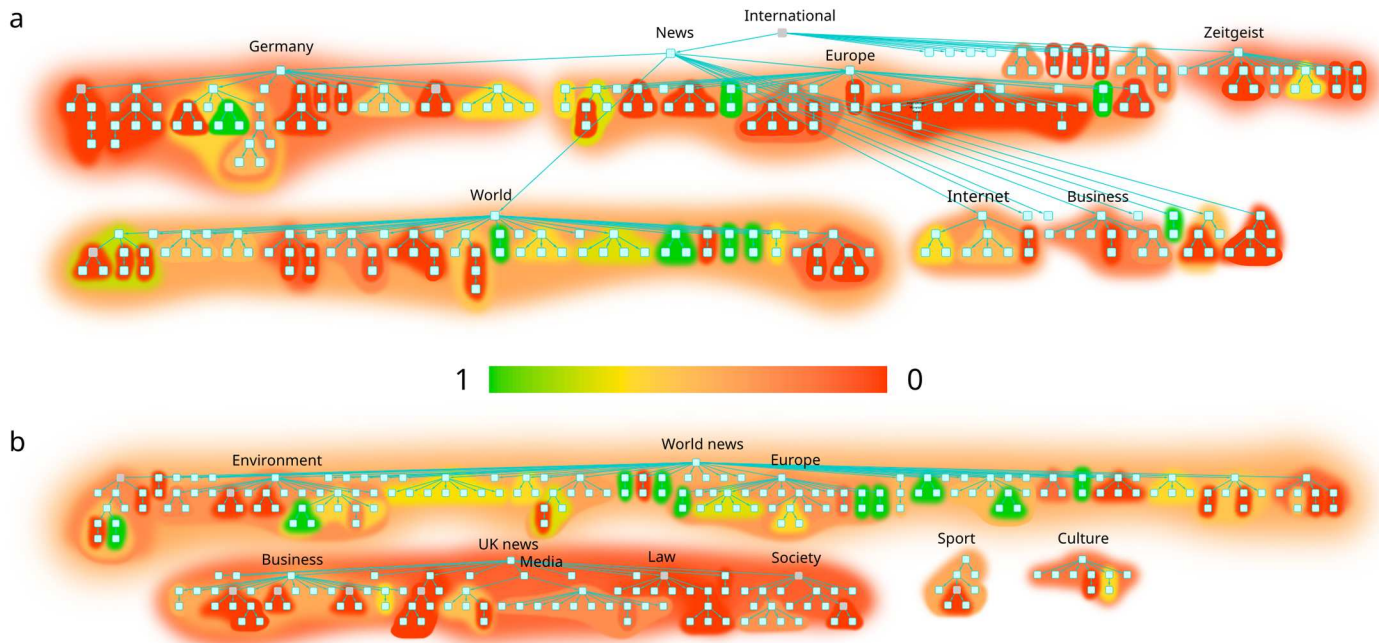 a
International
News
Zeitgeist
Germany
Europe
World
Internet
Business
1
0
b
World news
Environment
Europe
UK news
Sport
Culture
Business
Media
Law
Society